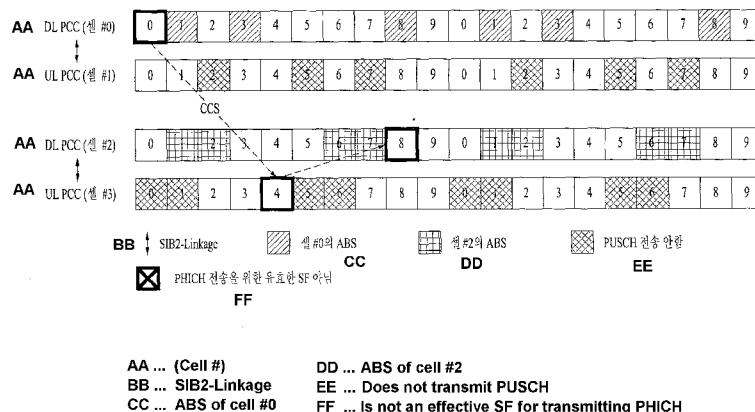 AA DL PCC (셀 #0) 0 1 2 3 4 5 6 7 8 9 0 1 2 3 4 5 6 7 8 9
AA UL PCC (셀 #1) 0 1 2 3 4 5 6 7 8 9 0 1 2 3 4 5 6 7 8 9
CCS
AA DL PCC (셀 #2) 0 1 2 3 4 5 6 7 8 9 0 1 2 3 4 5 6 7 8 9
AA UL PCC (셀 #3) 0 1 2 3 4 5 6 7 8 9 0 1 2 3 4 5 6 7 8 9
BB SIB2-Linkage 셀 #0의 ABS 셀 #2의 ABS PUSCH 전송 안함
CC DD EE
PHICH 전송을 위한 유효한 SF 아님
FF
AA ... (Cell #) DD ... ABS of cell #2
BB ... SIB2-Linkage EE ... Does not transmit PUSCH
CC ... ABS of cell #0 FF ... Is not an effective SF for transmitting PHICH